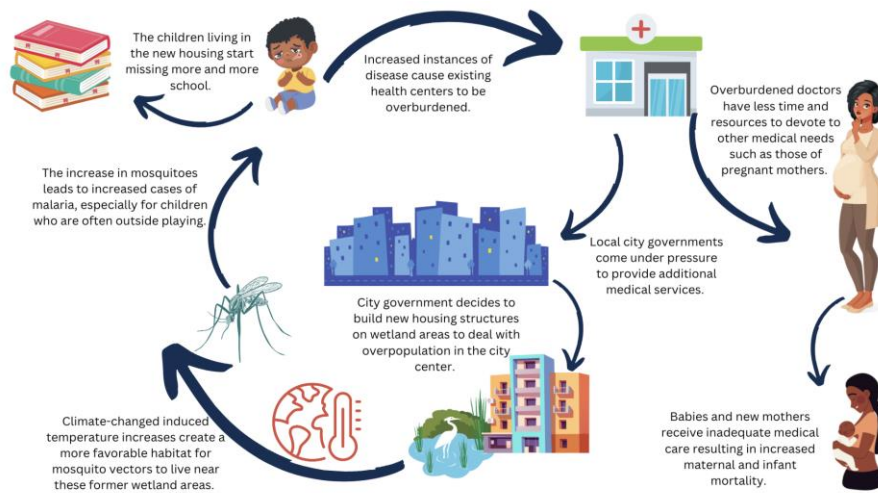 The children living in
the new housing start
missing more and more
school.
Increased instances of
disease cause existing
health centers to be
overburdened.
Overburdened doctors
have less time and
resources to devote to
other medical needs
such as those of
pregnant mothers.
The increase in mosquitoes
leads to increased cases of
malaria, especially for children
who are often outside playing.
Local city governments
come under pressure
to provide additional
medical services.
City government decides to
build new housing structures
on wetland areas to deal with
overpopulation in the city
center.
Climate-changed induced
temperature increases create a
more favorable habitat for
mosquito vectors to live near
these former wetland areas.
Babies and new mothers
receive inadequate medical
care resulting in increased
maternal and infant
mortality.